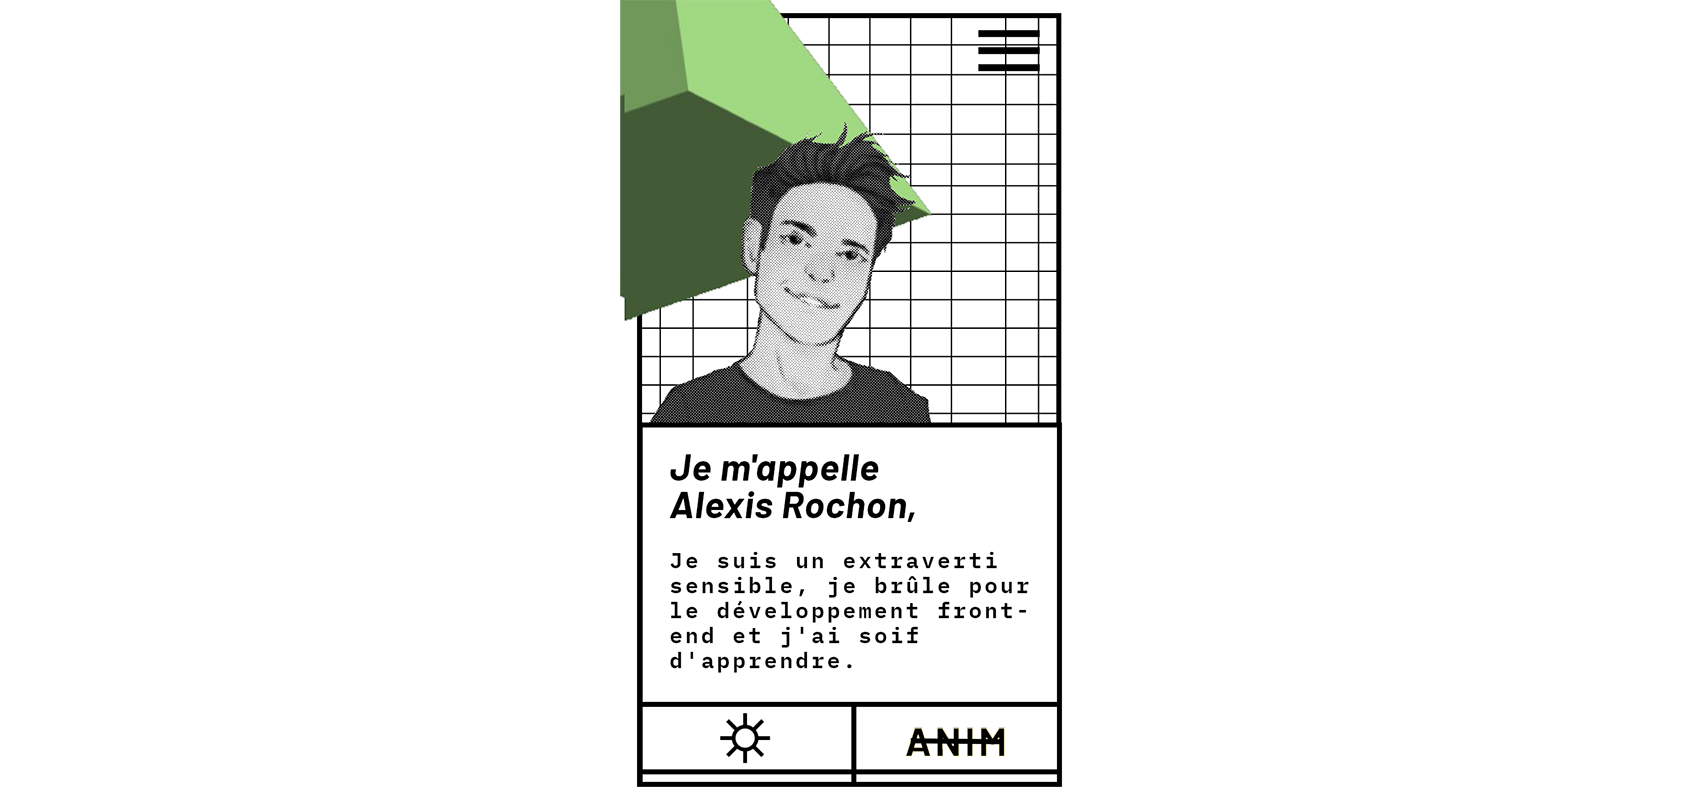 Je m'appelle
Alexis Rochon,
Je suis un extraverti
sensible, je brûle pour
le développement front-
end et j'ai soif
d'apprendre.
ANIM